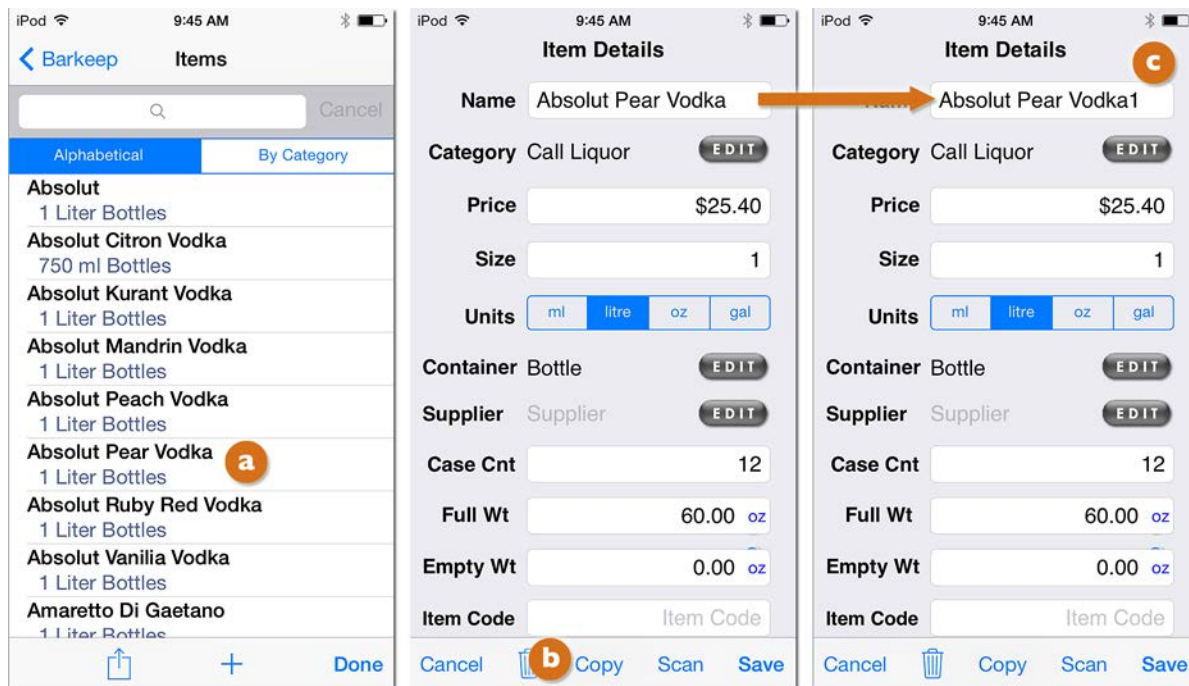 iPod 9:45 AM
Barkeep Items
Cancel
Alphabetical By Category
Absolut
1 Liter Bottles
Absolut Citron Vodka
750 ml Bottles
Absolut Kurant Vodka
1 Liter Bottles
Absolut Mandrin Vodka
1 Liter Bottles
Absolut Peach Vodka
1 Liter Bottles
Absolut Pear Vodka
a
1 Liter Bottles
Absolut Ruby Red Vodka
1 Liter Bottles
Absolut Vanilia Vodka
1 Liter Bottles
Amaretto Di Gaetano
1 Liter Bottles
+ Done
iPod 9:45 AM
Item Details
Name Absolut Pear Vodka
Category Call Liquor EDIT
Price $25.40
Size 1
Units ml litre oz gal
Container Bottle EDIT
Supplier Supplier EDIT
Case Cnt 12
Full Wt 60.00 oz
Empty Wt 0.00 oz
Item Code Item Code
Cancel b Copy Scan Save
iPod 9:45 AM
Item Details
c
Name Absolut Pear Vodka1
Category Call Liquor EDIT
Price $25.40
Size 1
Units ml litre oz gal
Container Bottle EDIT
Supplier Supplier EDIT
Case Cnt 12
Full Wt 60.00 oz
Empty Wt 0.00 oz
Item Code Item Code
Cancel Copy Scan Save